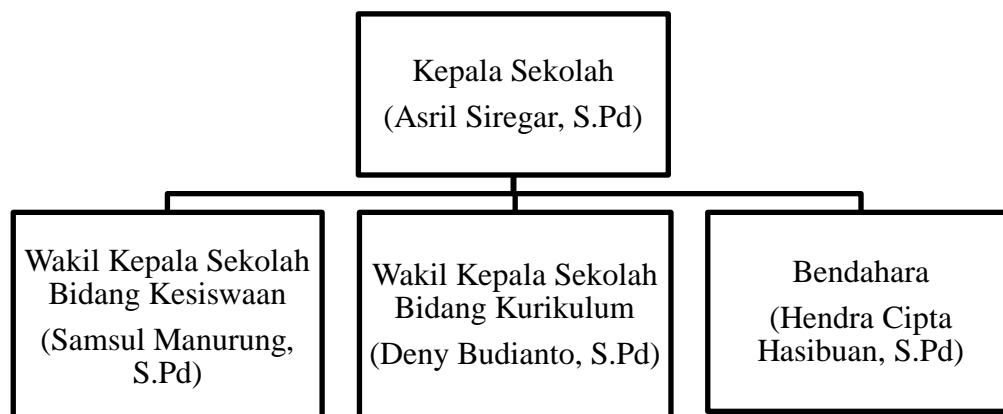 Kepala Sekolah
(Asril Siregar, S.Pd)
Wakil Kepala Sekolah
Bidang Kesiswaan
(Samsul Manurung,
S.Pd)
Wakil Kepala Sekolah
Bidang Kurikulum
(Deny Budianto, S.Pd)
Bendahara
(Hendra Cipta
Hasibuan, S.Pd)